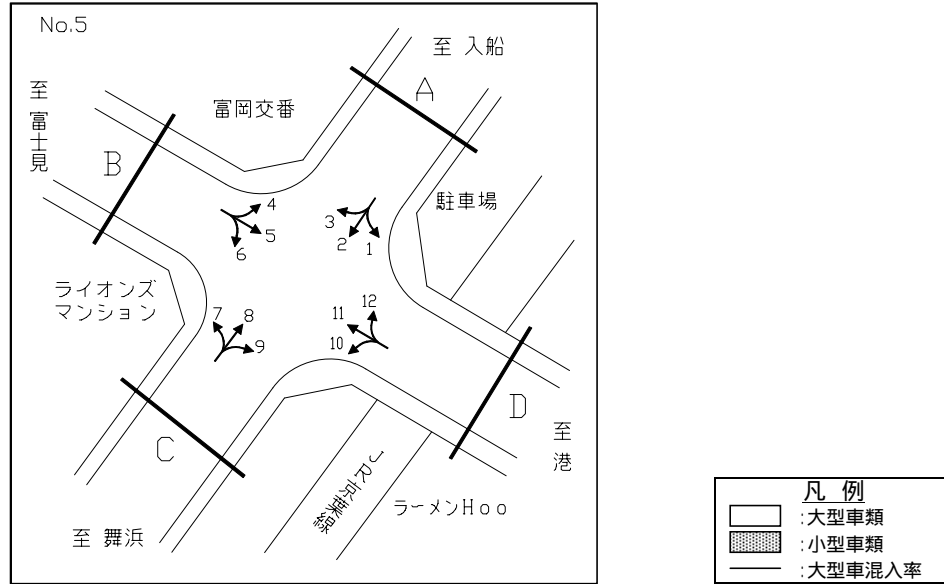 No.5
至 入船
A
至 富士見
富岡交番
B
駐車場
4
5
6
3
2
1
ライオンズ
マンション
7
8
9
12
11
10
D
至 港
C
JR京葉線
ラーメンHoo
至 舞浜
凡 例
:大型車類
:小型車類
:大型車混入率